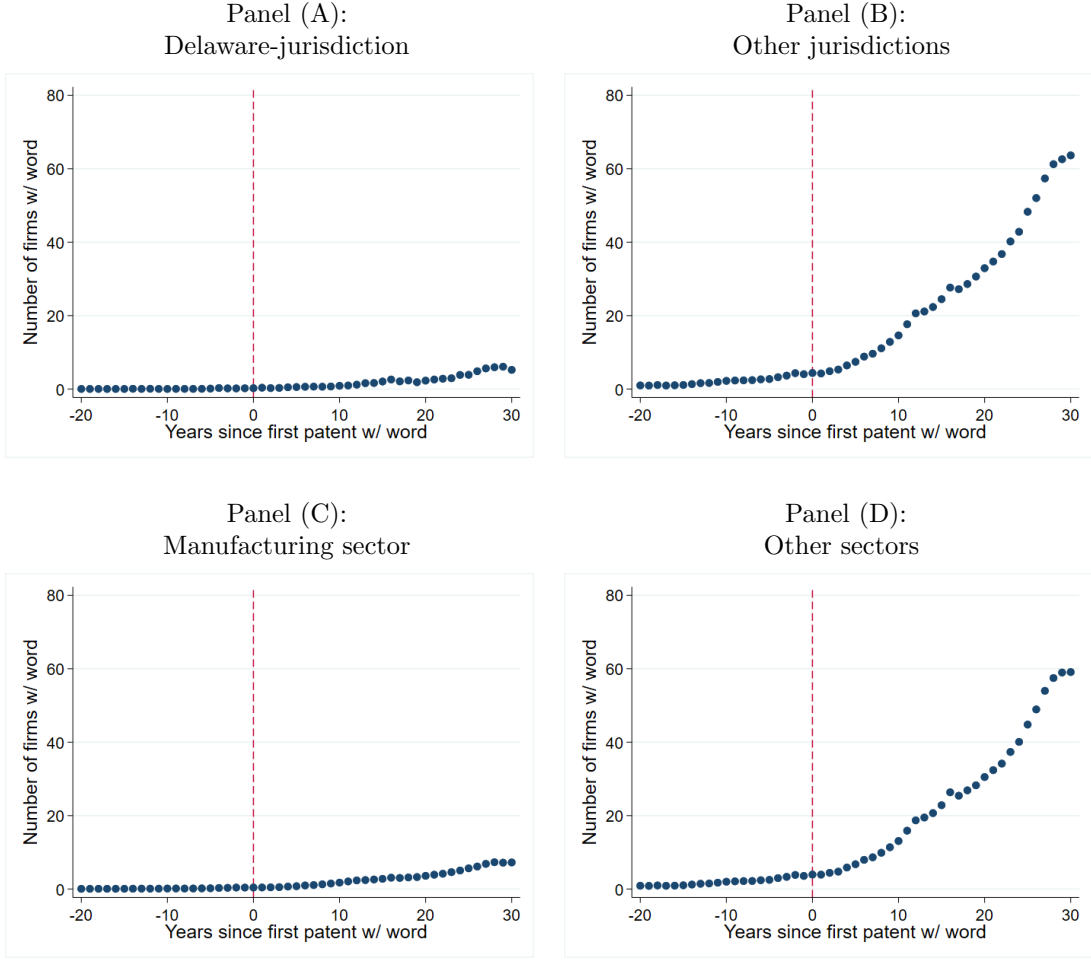 Panel (A):
Delaware-jurisdiction
80
60
40
20
0
Number of firms w/ word
-20 -10 0 10 20 30
Years since first patent w/ word
Panel (B):
Other jurisdictions
80
60
40
20
0
Number of firms w/ word
-20 -10 0 10 20 30
Years since first patent w/ word
Panel (C):
Manufacturing sector
80
60
40
20
0
Number of firms w/ word
-20 -10 0 10 20 30
Years since first patent w/ word
Panel (D):
Other sectors
80
60
40
20
0
Number of firms w/ word
-20 -10 0 10 20 30
Years since first patent w/ word